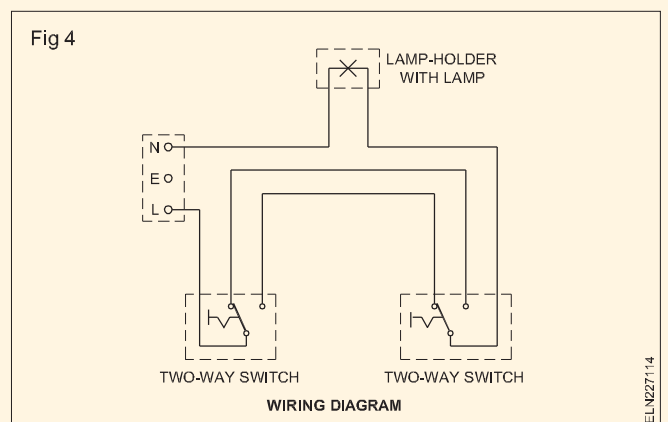 Fig 4
LAMP-HOLDER
WITH LAMP
N
E
L
TWO-WAY SWITCH
TWO-WAY SWITCH
WIRING DIAGRAM
ELN227114